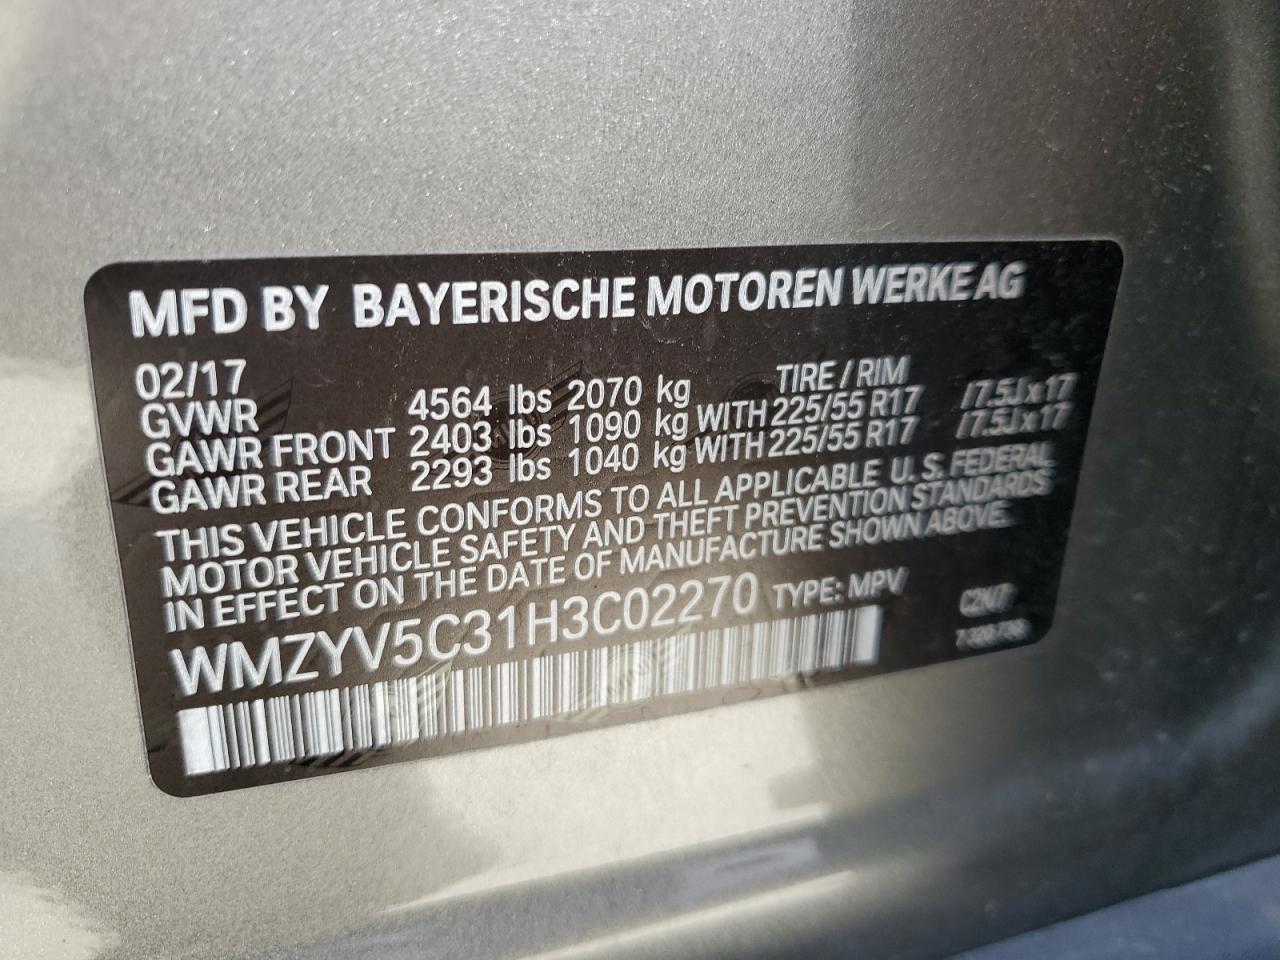 MFD BY BAYERISCHE MOTOREN WERKE AG
02/17 TIRE / RIM
GVWR 4564 lbs 2070 kg
GAWR FRONT 2403 lbs 1090 kg WITH 225/55 R17 / 7.5J x 17
GAWR REAR 2293 lbs 1040 kg WITH 225/55 R17 / 7.5J x 17
THIS VEHICLE CONFORMS TO ALL APPLICABLE U. S. FEDERAL
MOTOR VEHICLE SAFETY AND THEFT PREVENTION STANDARDS
IN EFFECT ON THE DATE OF MANUFACTURE SHOWN ABOVE.
WMZYV5C31H3C02270 TYPE: MPV